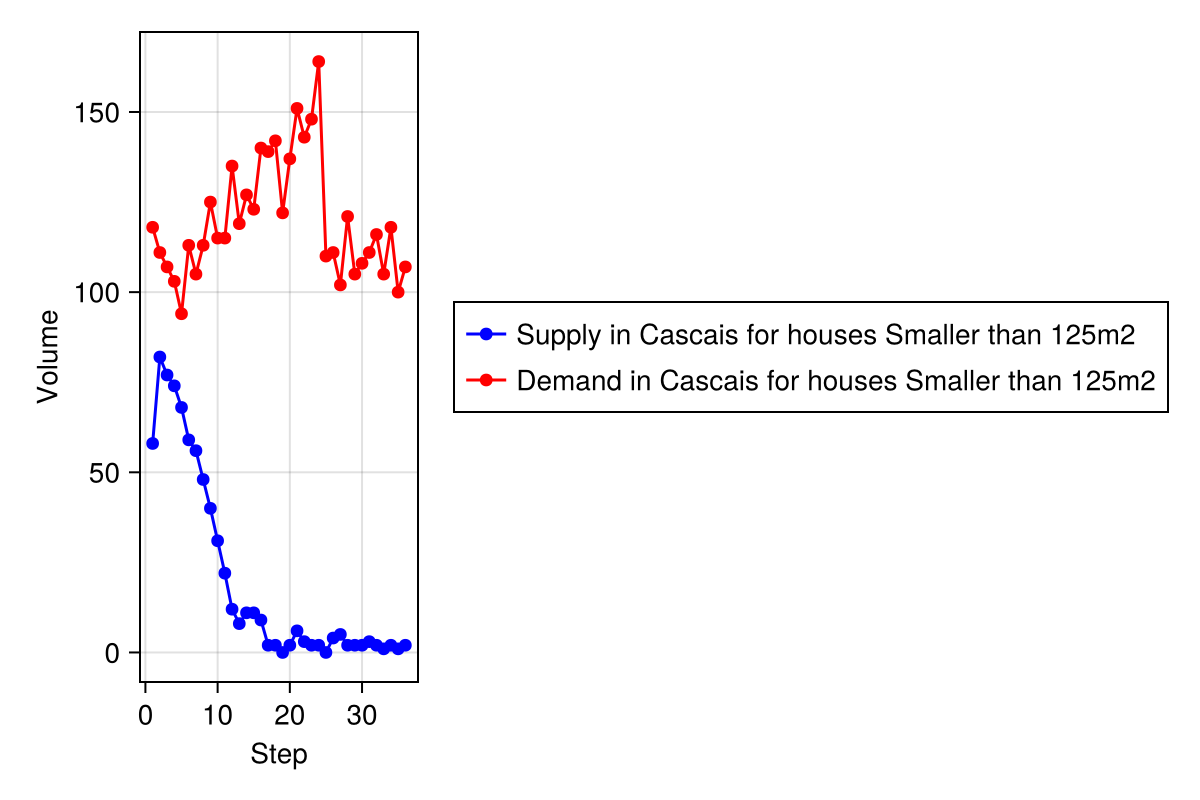 150
100
50
0
Volume
0 10 20 30
Step
Supply in Cascais for houses Smaller than 125m2
Demand in Cascais for houses Smaller than 125m2